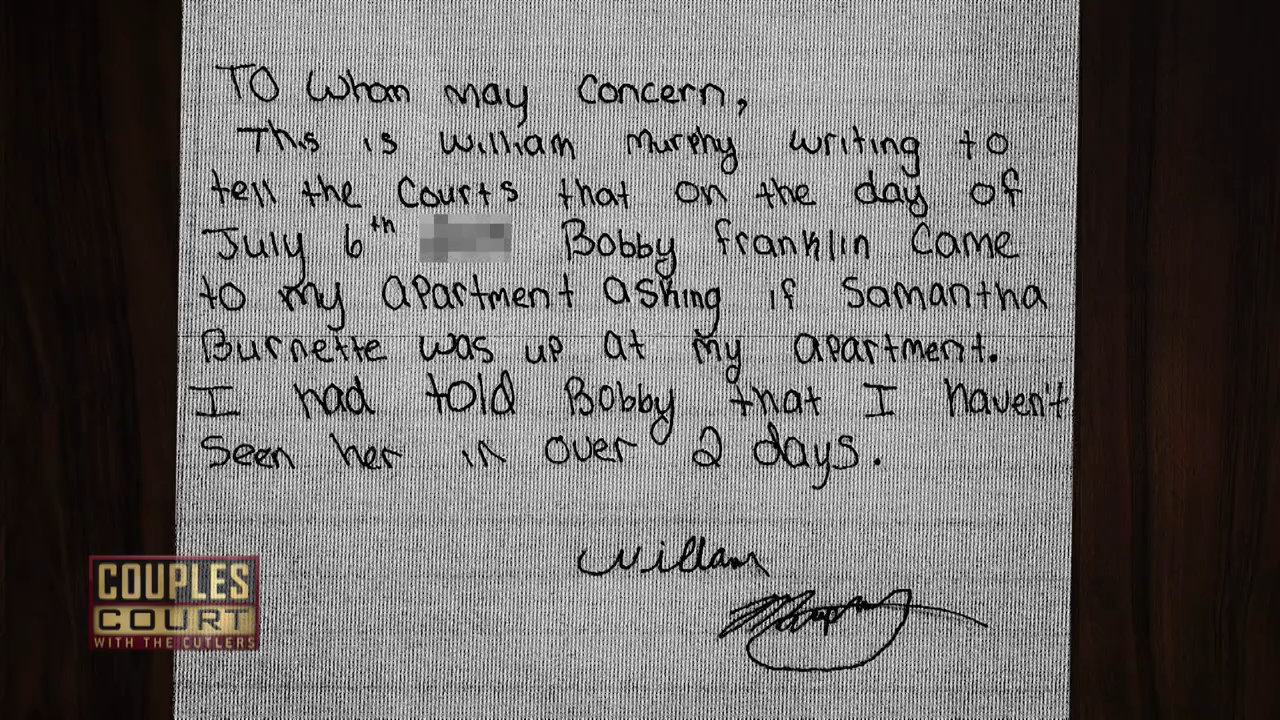 TO Whom may Concern,
This is William Murphy writing to
tell the Courts that on the day of
July 6th Bobby franklin Came
to my apartment asking if Samantha
Burnette was up at my apartment.
I had told Bobby that I haven't
Seen her in over 2 days.
William
Murphy
COUPLES
COURT
WITH THE CUTLERS